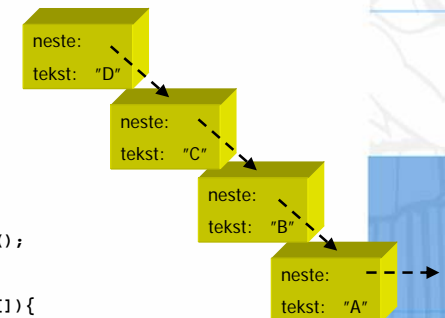 neste:
tekst: "D"
neste:
tekst: "C"
neste:
tekst: "B"
();
neste:
tekst: "A"
[]){